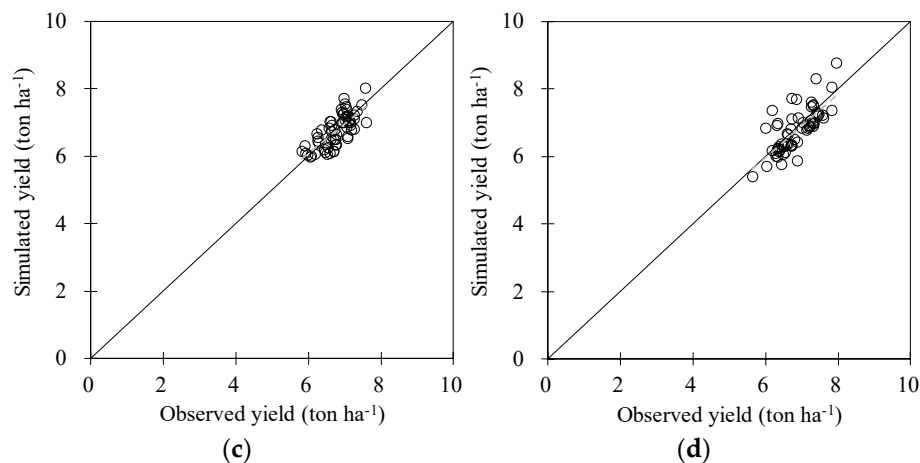 10
8
6
4
2
0
Simulated yield (ton ha-1)
0 2 4 6 8 10
Observed yield (ton ha-1)
(c)
10
8
6
4
2
0
Simulated yield (ton ha-1)
0 2 4 6 8 10
Observed yield (ton ha-1)
(d)